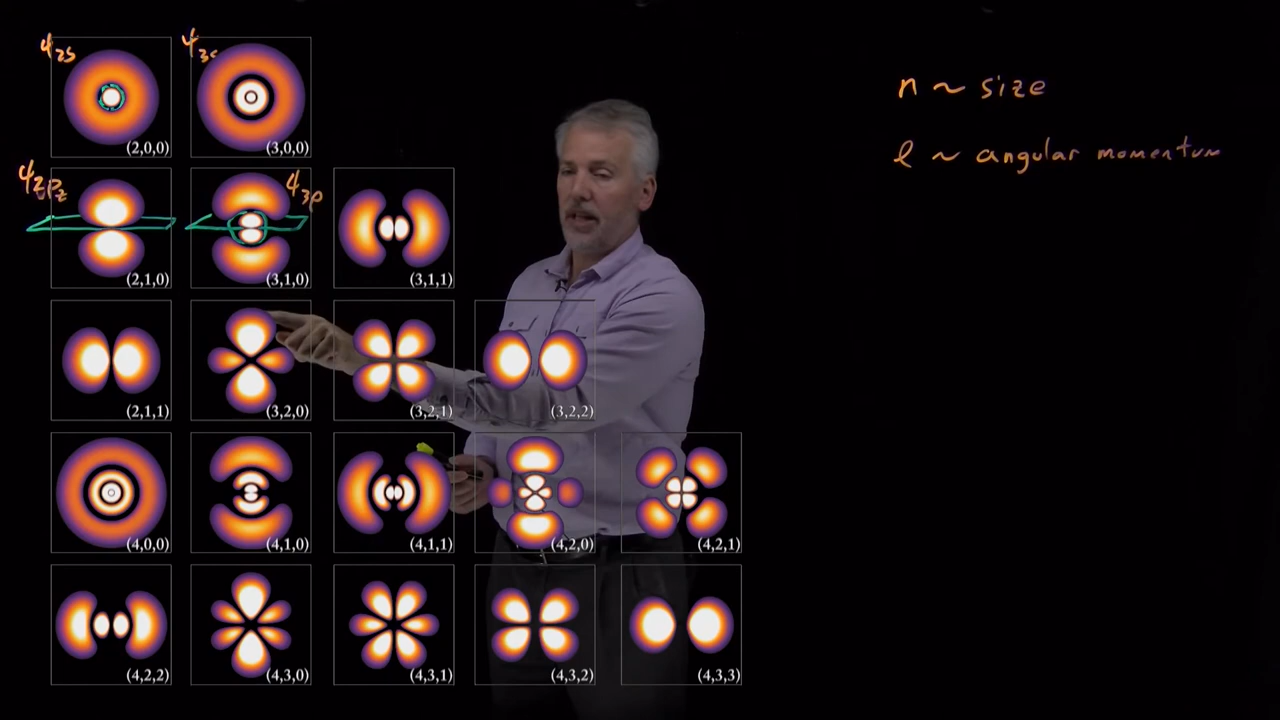 ψ2s ψ3s
(2,0,0) (3,0,0)
n ~ size
l ~ angular momentum
ψ2pz ψ3p
(2,1,0) (3,1,0) (3,1,1)
(2,1,1) (3,2,0) (3,2,1) (3,2,2)
(4,0,0) (4,1,0) (4,1,1) (4,2,0) (4,2,1)
(4,2,2) (4,3,0) (4,3,1) (4,3,2) (4,3,3)